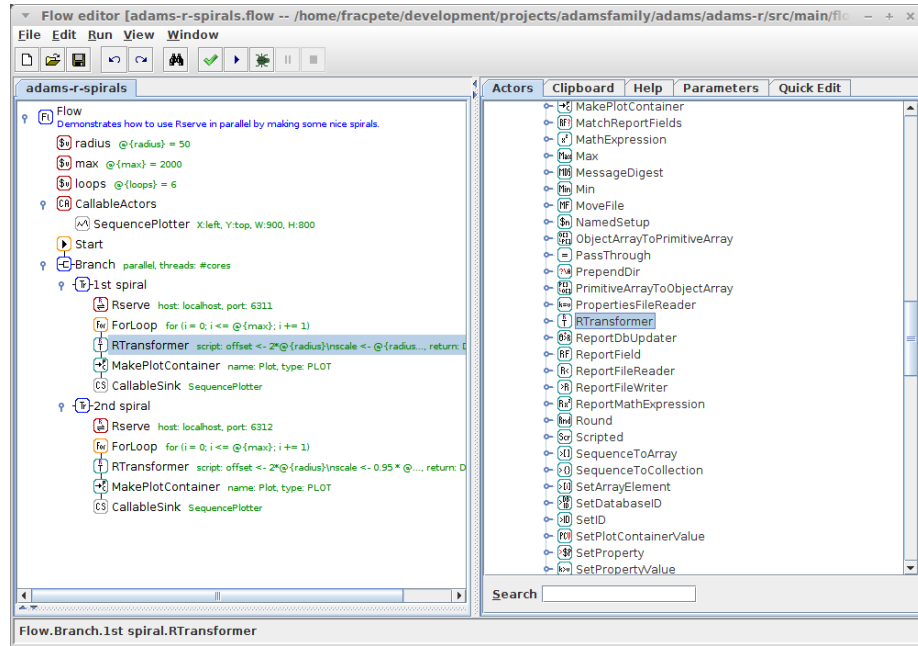 Flow editor [adams-r-spirals.flow -- /home/fracpete/development/projects/adamsfamily/adams/adams-r/src/main/flo
File Edit Run View Window
adams-r-spirals
Flow
Demonstrates how to use Rserve in parallel by making some nice spirals.
radius @{radius} = 50
max @{max} = 2000
loops @{loops} = 6
CallableActors
SequencePlotter X:left, Y:top, W:900, H:800
Start
Branch parallel, threads: #cores
1st spiral
Rserve host: localhost, port: 6311
ForLoop for (i = 0; i <= @{max}; i += 1)
RTransformer script: offset <- 2*@{radius}\nscale <- @{radius..., return: D
MakePlotContainer name: Plot, type: PLOT
CallableSink SequencePlotter
2nd spiral
Rserve host: localhost, port: 6312
ForLoop for (i = 0; i <= @{max}; i += 1)
RTransformer script: offset <- 2*@{radius}\nscale <- 0.95 * @..., return: D
MakePlotContainer name: Plot, type: PLOT
CallableSink SequencePlotter
Actors Clipboard Help Parameters Quick Edit
MakePlotContainer
MatchReportFields
MathExpression
Max
MessageDigest
Min
MoveFile
NamedSetup
ObjectArrayToPrimitiveArray
PassThrough
PrependDir
PrimitiveArrayToObjectArray
PropertiesFileReader
RTransformer
ReportDbUpdater
ReportField
ReportFileReader
ReportFileWriter
ReportMathExpression
Round
Scripted
SequenceToArray
SequenceToCollection
SetArrayElement
SetDatabaseID
SetID
SetPlotContainerValue
SetProperty
SetPropertyValue
Search
Flow.Branch.1st spiral.RTransformer